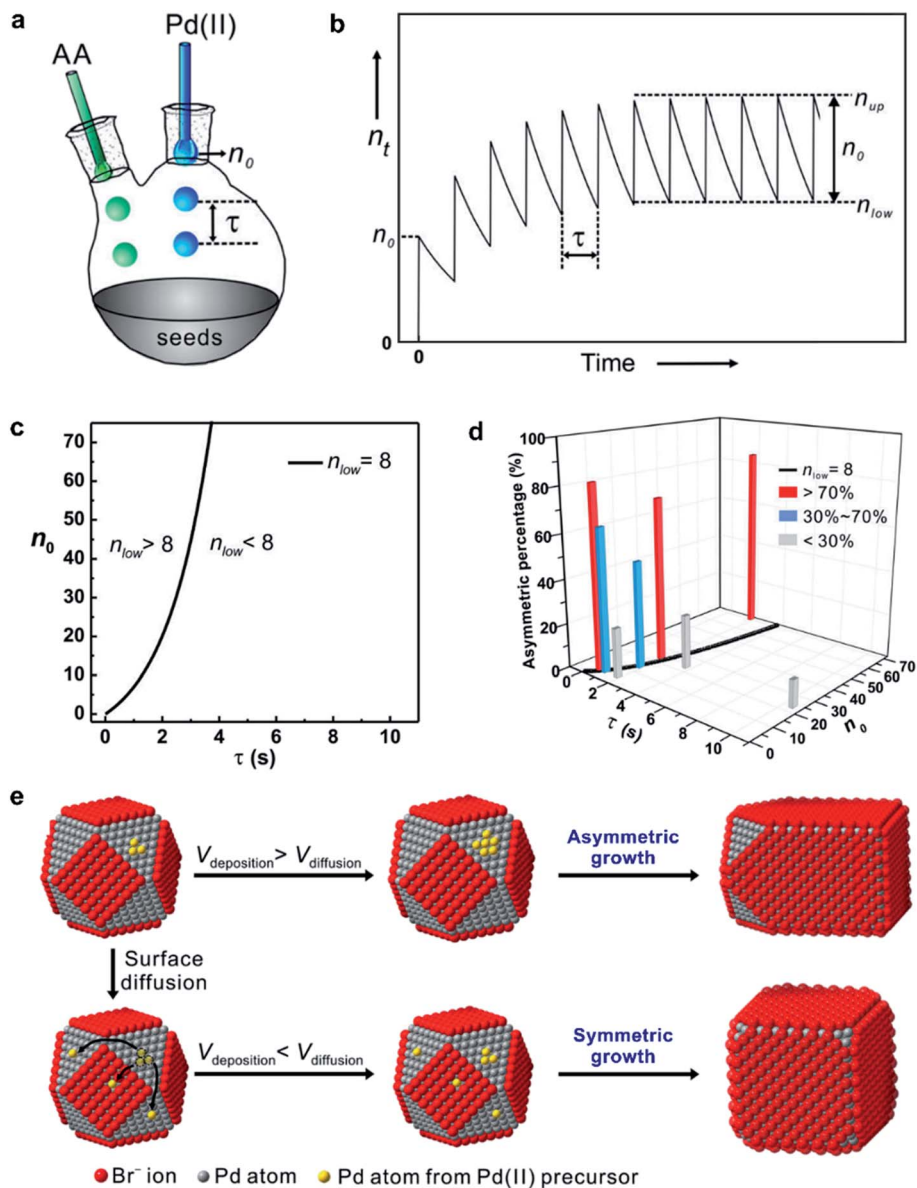 a
AA
Pd(II)
n0
τ
seeds
b
nt
n0
0
0
Time
τ
nup
n0
nlow
c
n0
70
60
50
40
30
20
10
0
nlow = 8
nlow > 8
nlow < 8
0 2 4 6 8 10
τ (s)
d
Asymmetric percentage (%)
100
80
60
40
20
0
nlow = 8
> 70%
30%~70%
< 30%
0 2 4 6 8 10
τ (s)
0 10 20 30 40 50 60 70
n0
e
Vdeposition > Vdiffusion
Asymmetric
growth
Surface
diffusion
Vdeposition < Vdiffusion
Symmetric
growth
Br⁻ ion
Pd atom
Pd atom from Pd(II) precursor